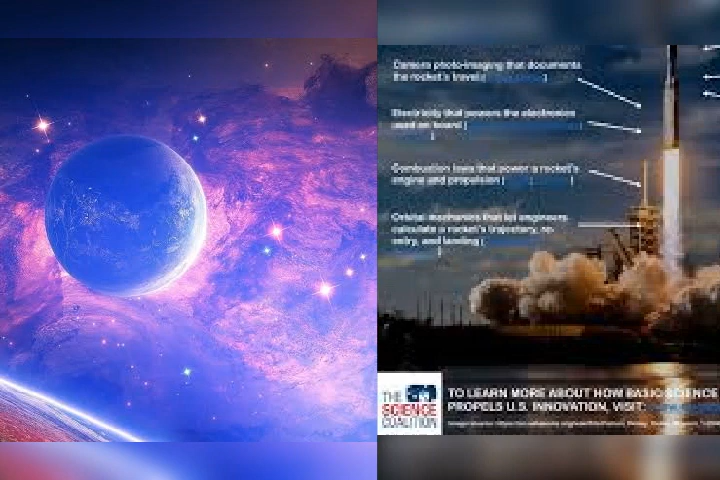 Camera photo-imaging that documents
the rocket's travel (
Electricity that powers the electronics
used on board (
Combustion laws that power a rocket's
engine and propulsion (
Orbital mechanics that let engineers
calculate a rocket's trajectory, re-
entry, and landing (
THE
SCIENCE
COALITION
TO LEARN MORE ABOUT HOW BASIC SCIENCE
PROPELS U.S. INNOVATION, VISIT: